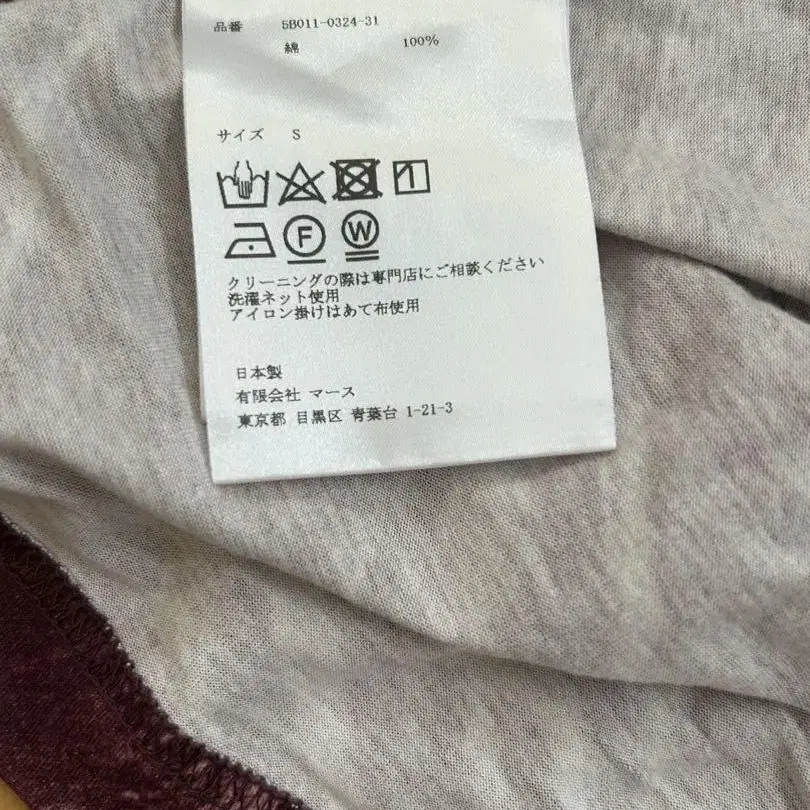 品番 5B011-0324-31
綿 100%
サイズ S
F W
クリーニングの際は専門店にご相談ください
洗濯ネット使用
アイロン掛けはあて布使用
日本製
有限会社 マース
東京都 目黒区 青葉台 1-21-3